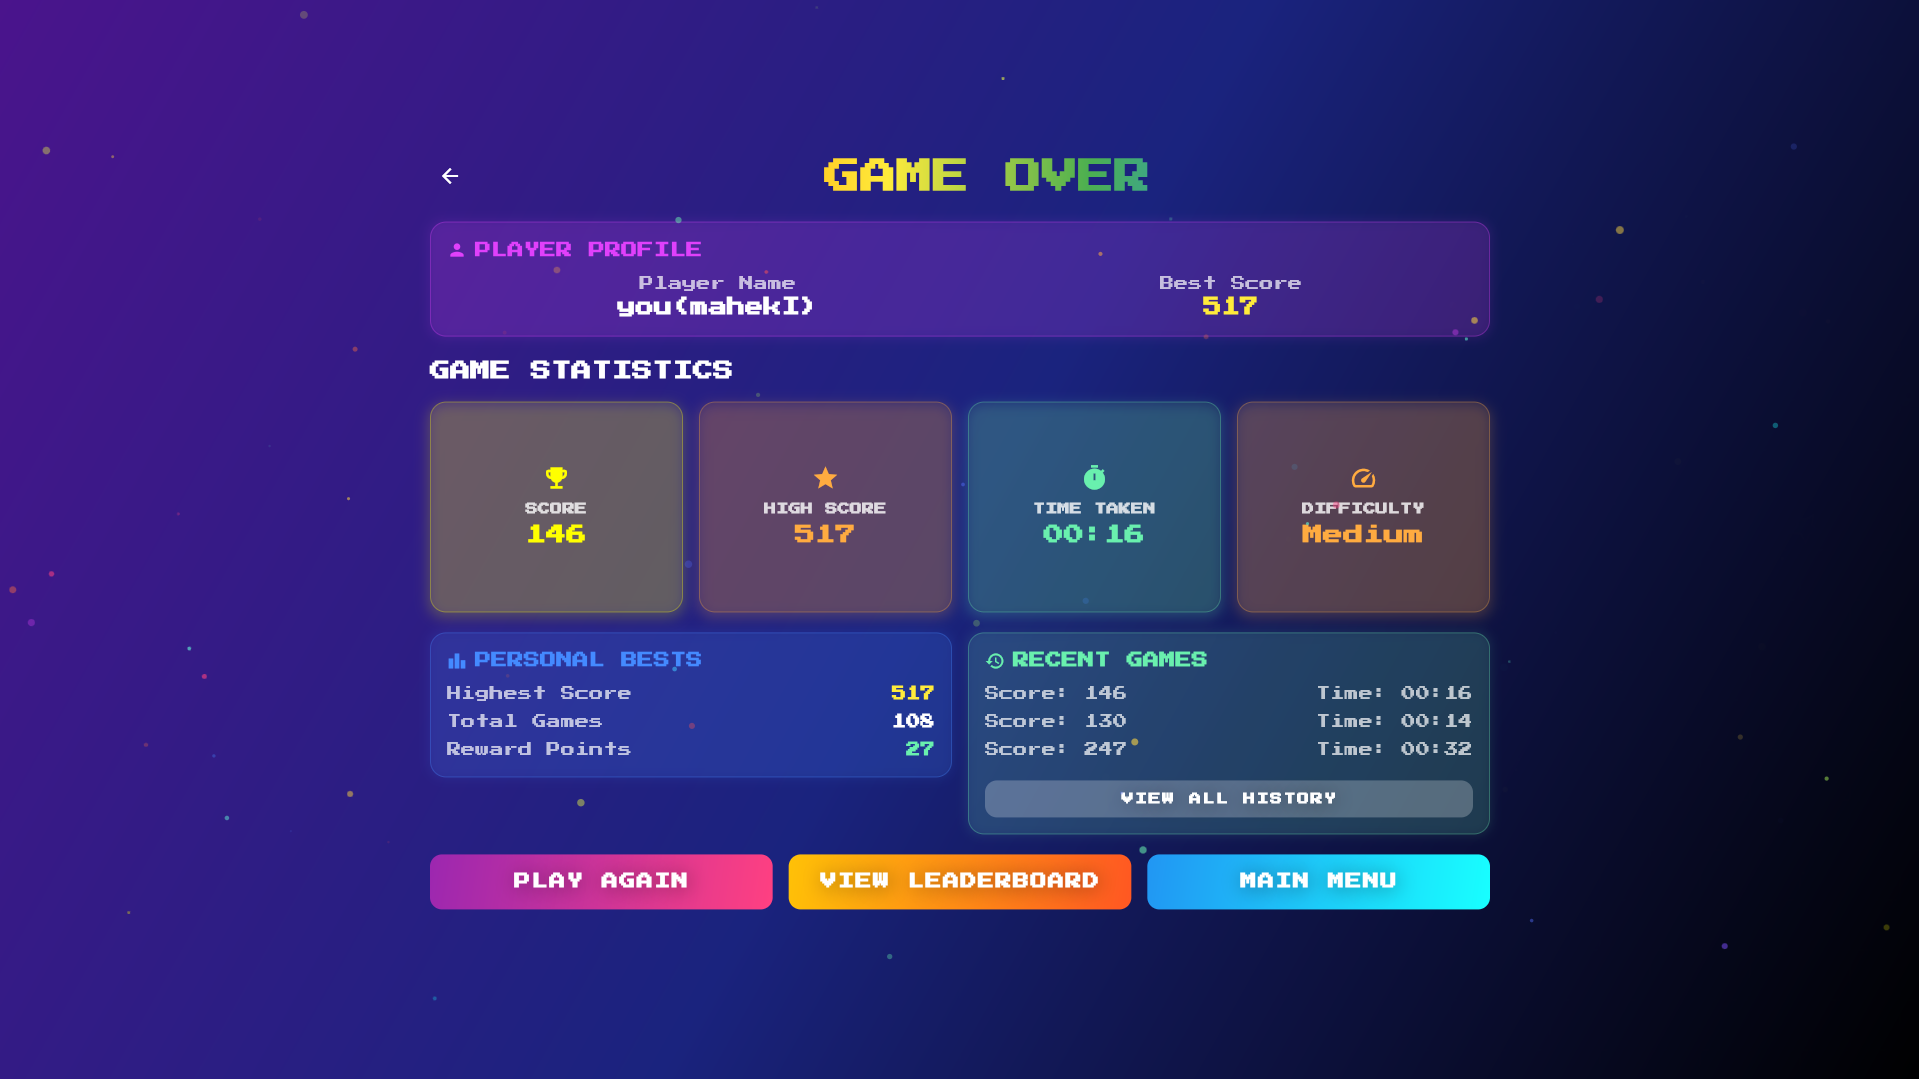 GAME OVER
PLAYER PROFILE
Player Name
you(mahekI)
Best Score
517
GAME STATISTICS
SCORE
146
HIGH SCORE
517
TIME TAKEN
00:16
DIFFICULTY
Medium
PERSONAL BESTS
Highest Score 517
Total Games 108
Reward Points 27
RECENT GAMES
Score: 146 Time: 00:16
Score: 130 Time: 00:14
Score: 247 Time: 00:32
VIEW ALL HISTORY
PLAY AGAIN
VIEW LEADERBOARD
MAIN MENU